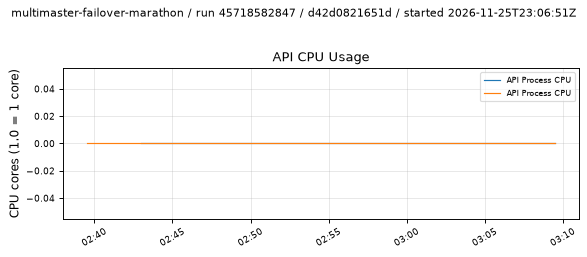 multimaster-failover-marathon / run 45718582847 / d42d0821651d / started 2026-11-25T23:06:51Z
API CPU Usage
CPU cores (1.0 = 1 core)
0.04
0.02
0.00
−0.02
−0.04
API Process CPU
API Process CPU
02:40
02:45
02:50
02:55
03:00
03:05
03:10